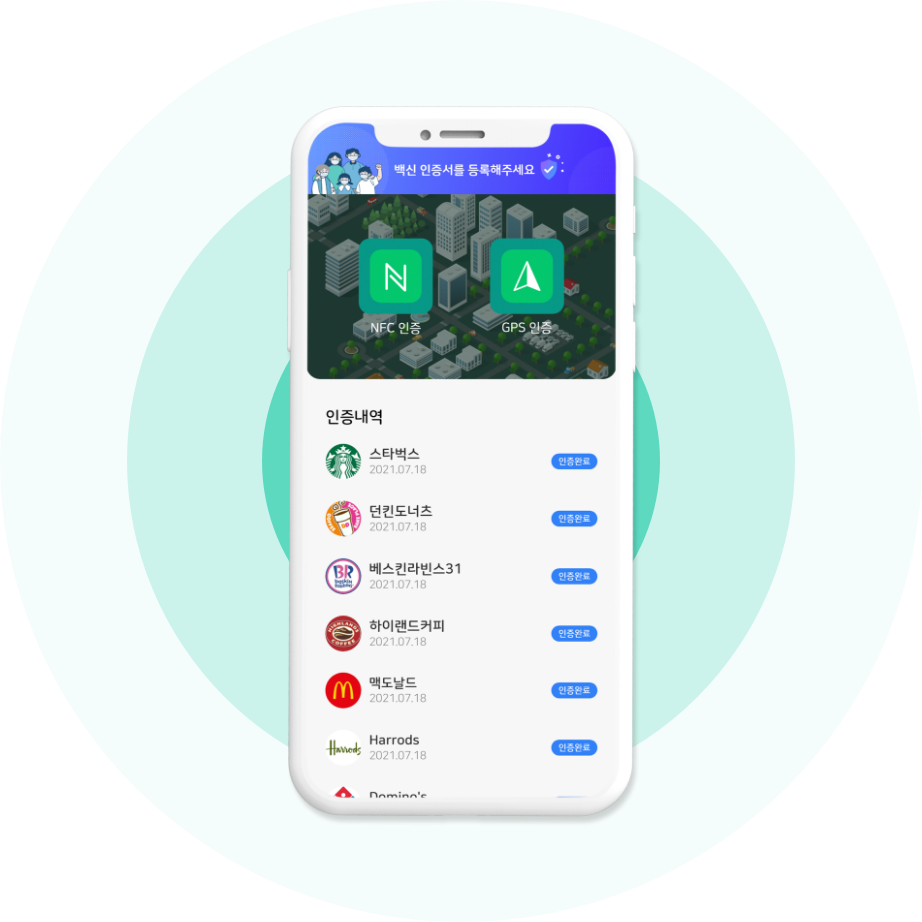 백신 인증서를 등록해주세요
NFC 인증
GPS 인증
인증내역
스타벅스
2021.07.18
인증완료
던킨도너츠
2021.07.18
인증완료
BR
베스킨라빈스31
2021.07.18
인증완료
HIGHLANDS
COFFEE
하이랜드커피
2021.07.18
인증완료
맥도날드
2021.07.18
인증완료
Harrods
Harrods
2021.07.18
인증완료
Domino's